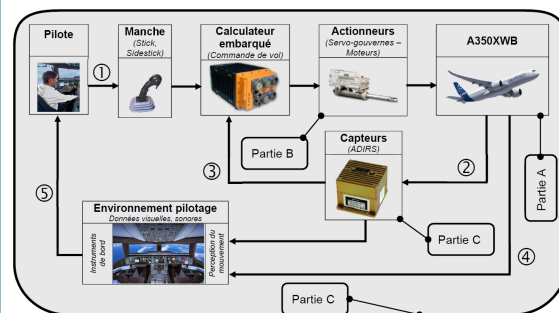 Pilote
Manche
(Stick,
Sidestick)
Calculateur
embarqué
(Commande de vol)
Actionneurs
(Servo-gouvernes –
Moteurs)
A350XWB
①
Partie B
Capteurs
(ADIRS)
②
Partie A
③
Partie C
⑤
Environnement pilotage
Données visuelles, sonores
Instruments
de bord
Perception du
mouvement
④
Partie C